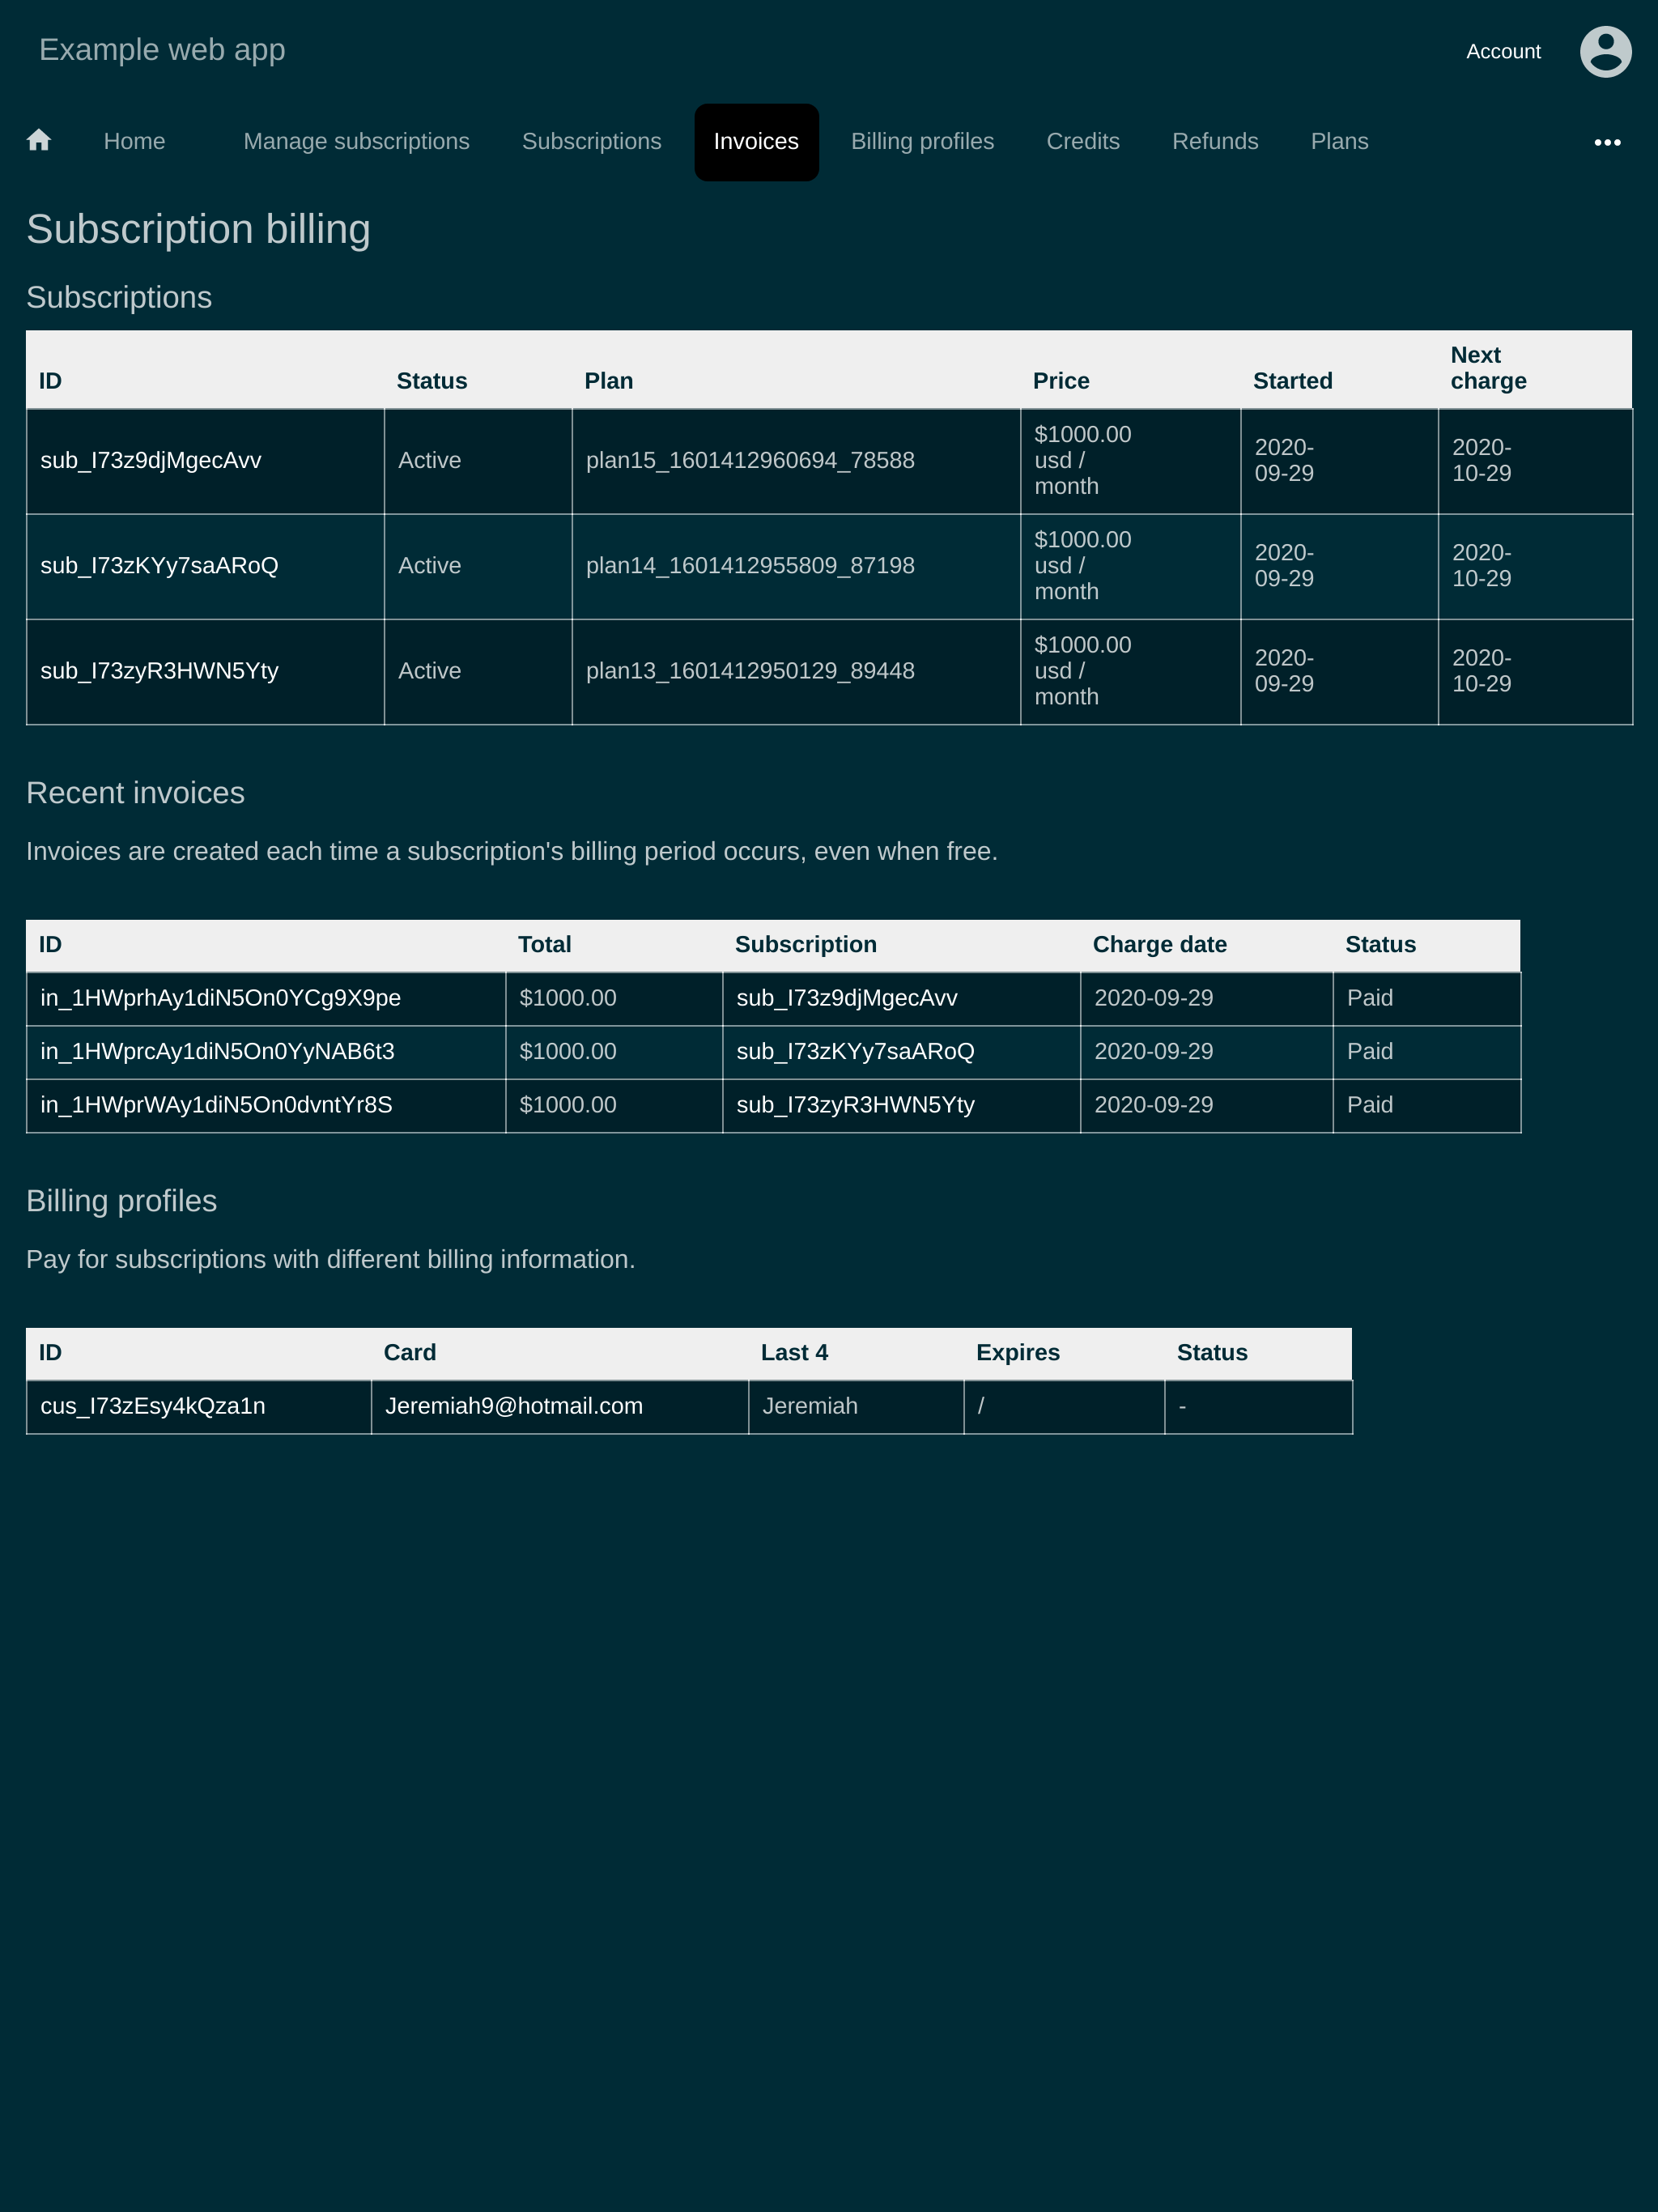 Example web app
Account
Home Manage subscriptions Subscriptions Invoices Billing profiles Credits Refunds Plans
Subscription billing
Subscriptions
ID Status Plan Price Started Next charge
sub_I73z9djMgecAvv Active plan15_1601412960694_78588 $1000.00 usd / month 2020-09-29 2020-10-29
sub_I73zKYy7saARoQ Active plan14_1601412955809_87198 $1000.00 usd / month 2020-09-29 2020-10-29
sub_I73zyR3HWN5Yty Active plan13_1601412950129_89448 $1000.00 usd / month 2020-09-29 2020-10-29
Recent invoices
Invoices are created each time a subscription's billing period occurs, even when free.
ID Total Subscription Charge date Status
in_1HWprhAy1diN5On0YCg9X9pe $1000.00 sub_I73z9djMgecAvv 2020-09-29 Paid
in_1HWprcAy1diN5On0YyNAB6t3 $1000.00 sub_I73zKYy7saARoQ 2020-09-29 Paid
in_1HWprWAy1diN5On0dvntYr8S $1000.00 sub_I73zyR3HWN5Yty 2020-09-29 Paid
Billing profiles
Pay for subscriptions with different billing information.
ID Card Last 4 Expires Status
cus_I73zEsy4kQza1n Jeremiah9@hotmail.com Jeremiah / -